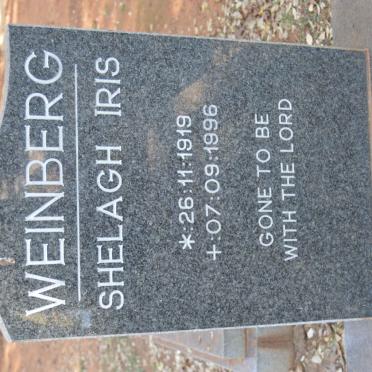 WEINBERG
SHELAGH IRIS
*:26:11:1919
+:07:09:1996
GONE TO BE
WITH THE LORD